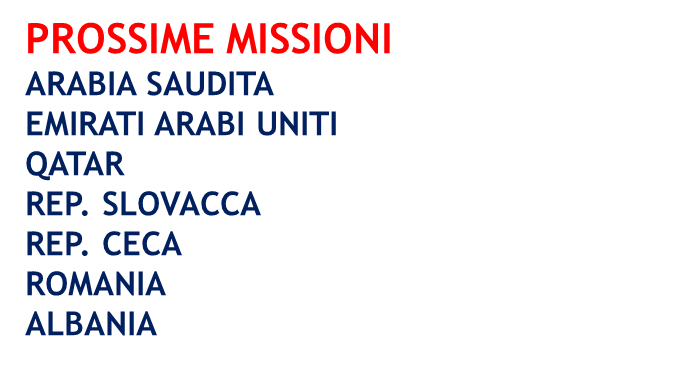 PROSSIME MISSIONI
ARABIA SAUDITA
EMIRATI ARABI UNITI
QATAR
REP. SLOVACCA
REP. CECA
ROMANIA
ALBANIA